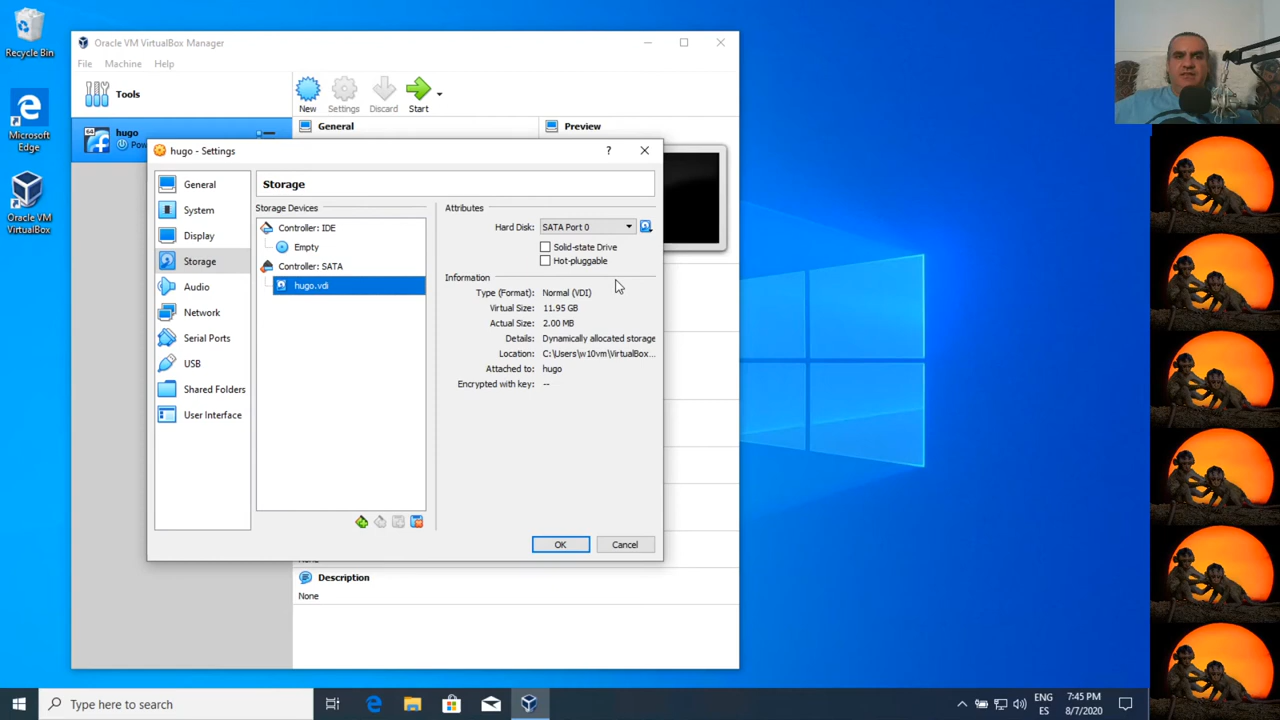 Recycle Bin
Microsoft
Edge
Oracle VM
VirtualBox
Oracle VM VirtualBox Manager
File Machine Help
Tools
New Settings Discard Start
64
hugo
General
Preview
hugo - Settings
?
General
System
Display
Storage
Audio
Network
Serial Ports
USB
Shared Folders
User Interface
Storage
Storage Devices
Controller: IDE
Empty
Controller: SATA
hugo.vdi
Attributes
Hard Disk: SATA Port 0
Solid-state Drive
Hot-pluggable
Information
Type (Format): Normal (VDI)
Virtual Size: 11.95 GB
Actual Size: 2.00 MB
Details: Dynamically allocated storage
Location: C:\Users\w10vm\VirtualBox...
Attached to: hugo
Encrypted with key: --
OK Cancel
Description
None
Type here to search
ENG
ES
7:45 PM
8/7/2020